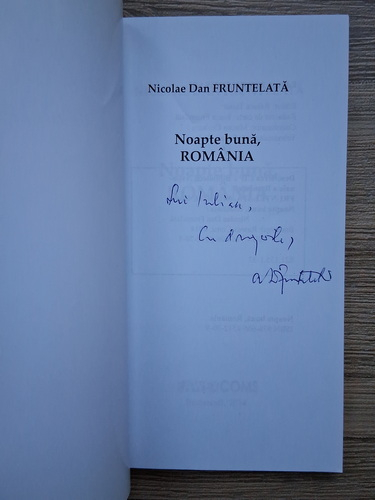 Nicolae Dan FRUNTELATĂ
Noapte bună,
ROMÂNIA
Lui Iulian,
Cu dragoste,